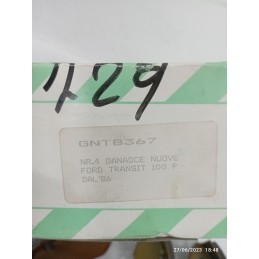 429
GNTB367
NR.4 GANASCE NUOVE
FORD TRANSIT 100 P
DAL'86
27/06/2023 18:48